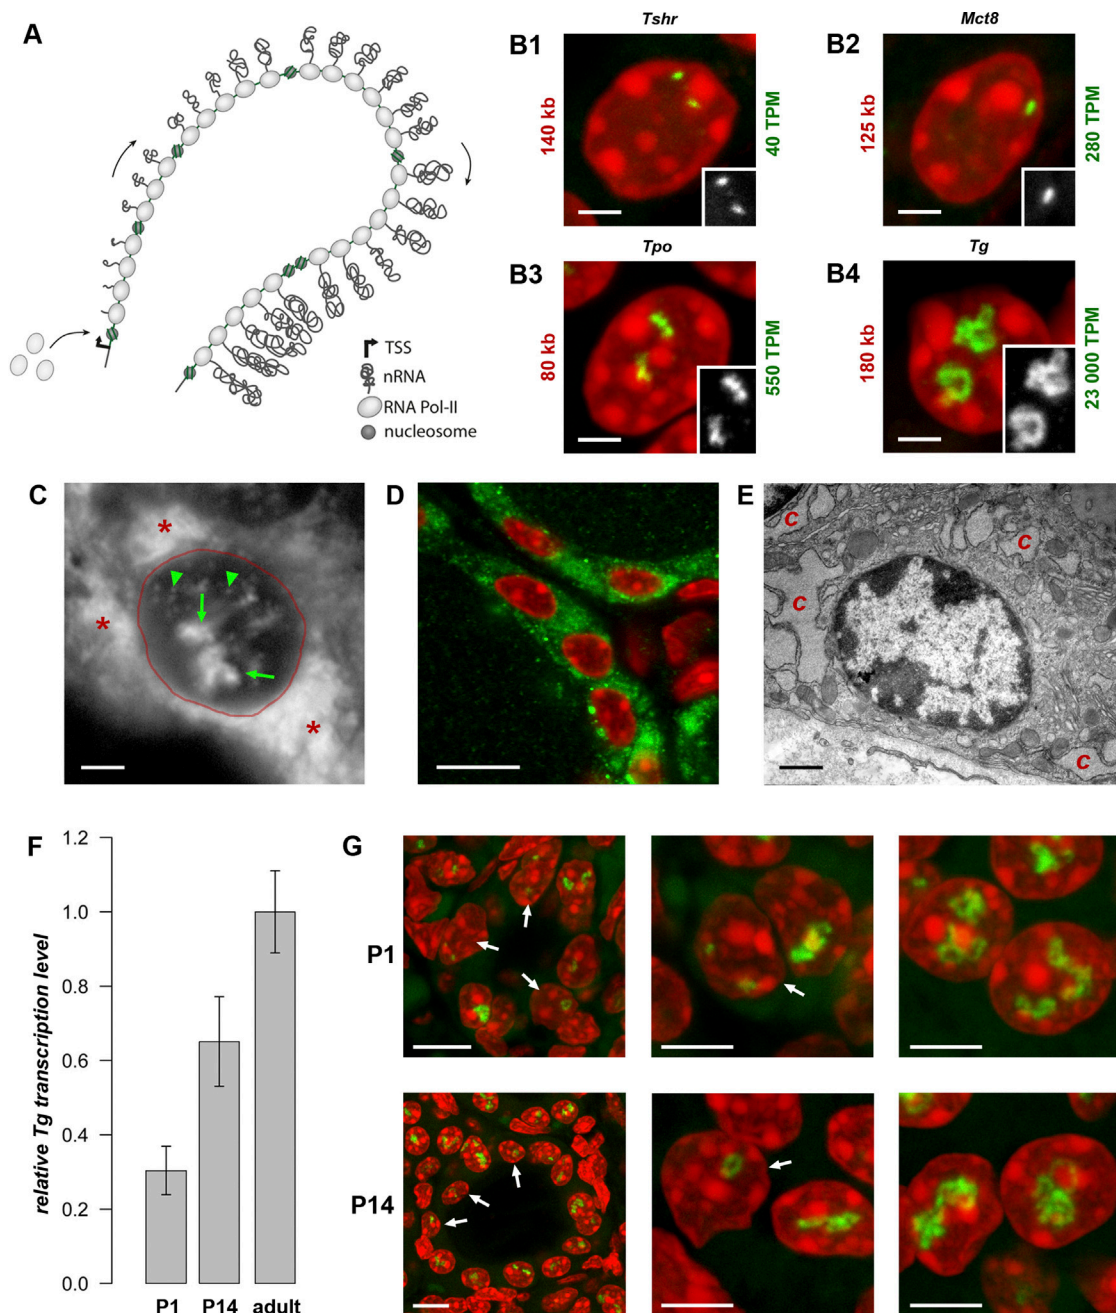 A
TSS
nRNA
RNA Pol-II
nucleosome
B1
Tshr
140 kb
40 TPM
B2
Mct8
125 kb
280 TPM
B3
Tpo
80 kb
550 TPM
B4
Tg
180 kb
23 000 TPM
C
*
*
*
D
E
C
C
C
C
F
relative Tg transcription level
1.2
1.0
0.8
0.6
0.4
0.2
0.0
P1 P14 adult
G
P1
P14